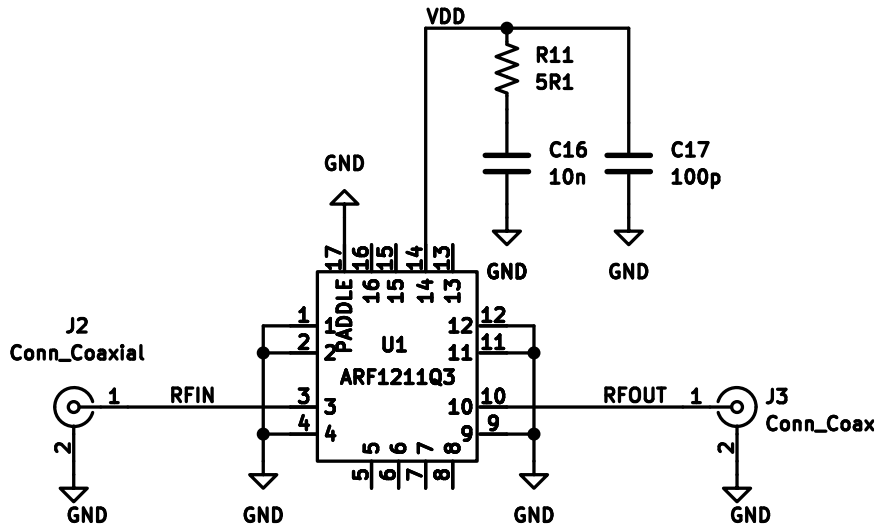 VDD
R11
5R1
C16
10n
C17
100p
GND
GND
GND
17
16
15
14
13
PADDLE
16
15
14
13
J2
Conn_Coaxial
1
2
RFIN
1
2
3
4
1
2
3
4
U1
ARF1211Q3
12
11
10
9
12
11
10
9
5
6
7
8
5
6
7
8
RFOUT
1
2
J3
Conn_Coax
GND
GND
GND
GND